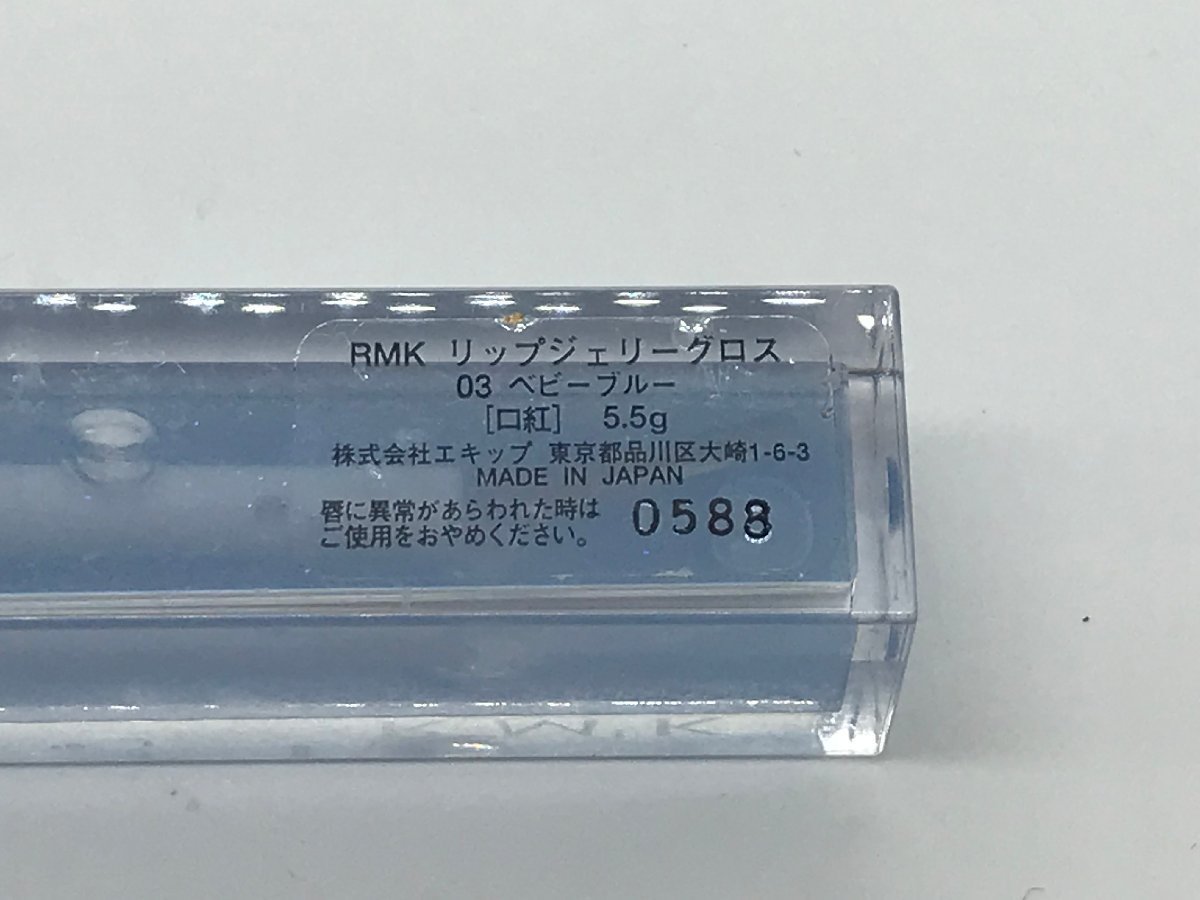 RMK リップジェリーグロス
03 ベビーブルー
[口紅] 5.5g
株式会社エキップ 東京都品川区大崎1-6-3
MADE IN JAPAN
唇に異常があらわれた時は
ご使用をおやめください。
0588